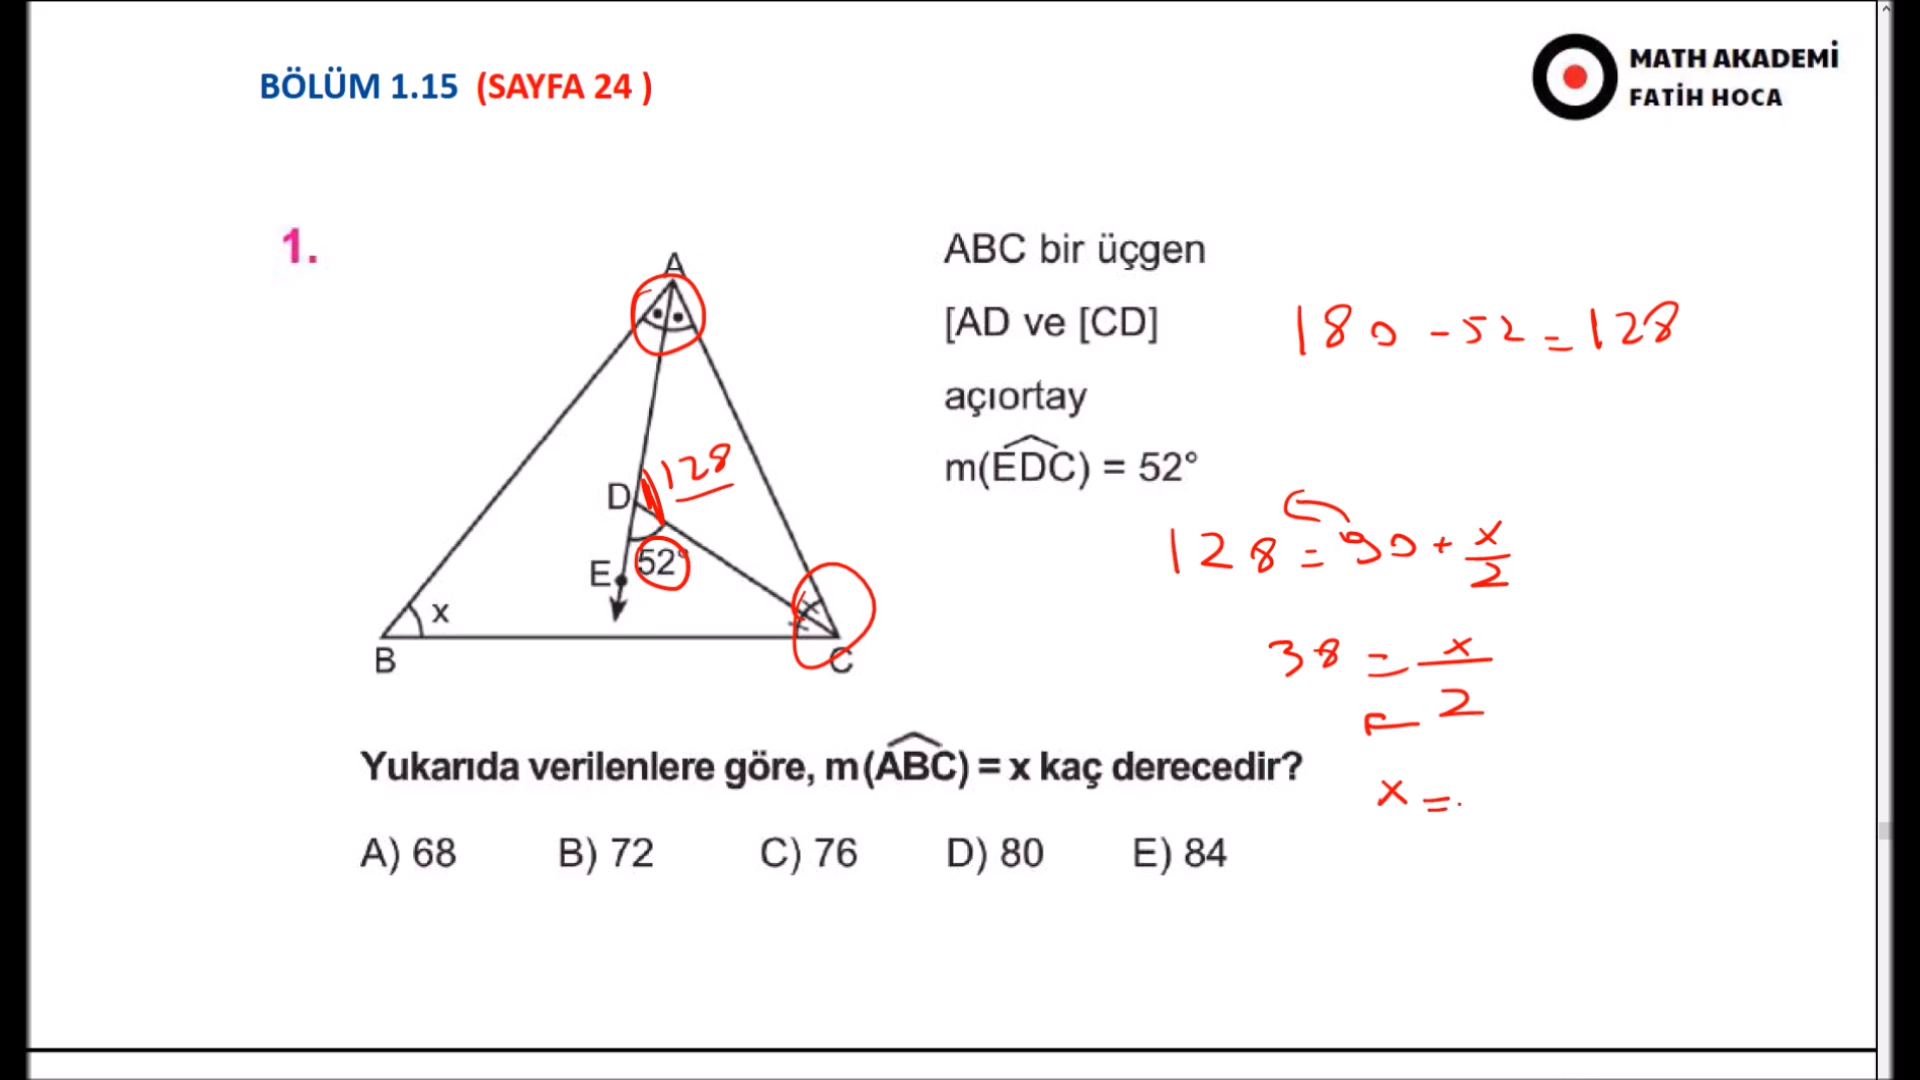 BÖLÜM 1.15 (SAYFA 24 )
MATH AKADEMİ
FATİH HOCA
1.
A
D
128
E
52°
x
B
C
ABC bir üçgen
[AD ve [CD]
açıortay
m(EDC) = 52°
180 - 52 = 128
128 = 90 + x/2
38 = x/2
x =
Yukarıda verilenlere göre, m(ABC) = x kaç derecedir?
A) 68 B) 72 C) 76 D) 80 E) 84